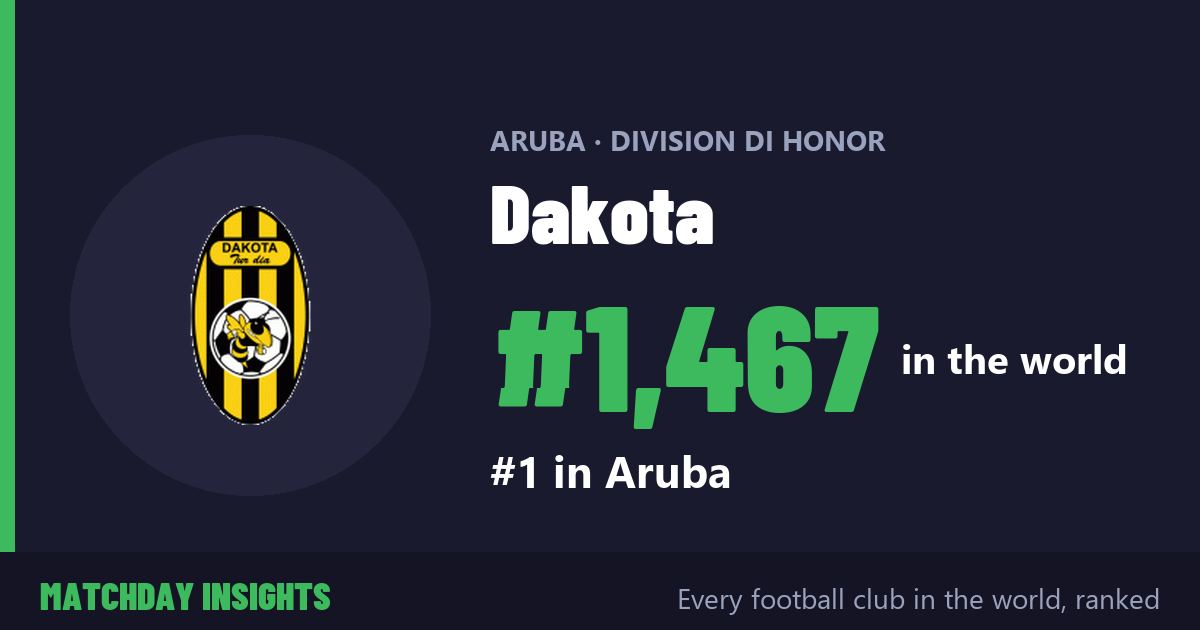 ARUBA · DIVISION DI HONOR
Dakota
DAKOTA
Tur dia
#1,467 in the world
#1 in Aruba
MATCHDAY INSIGHTS
Every football club in the world, ranked